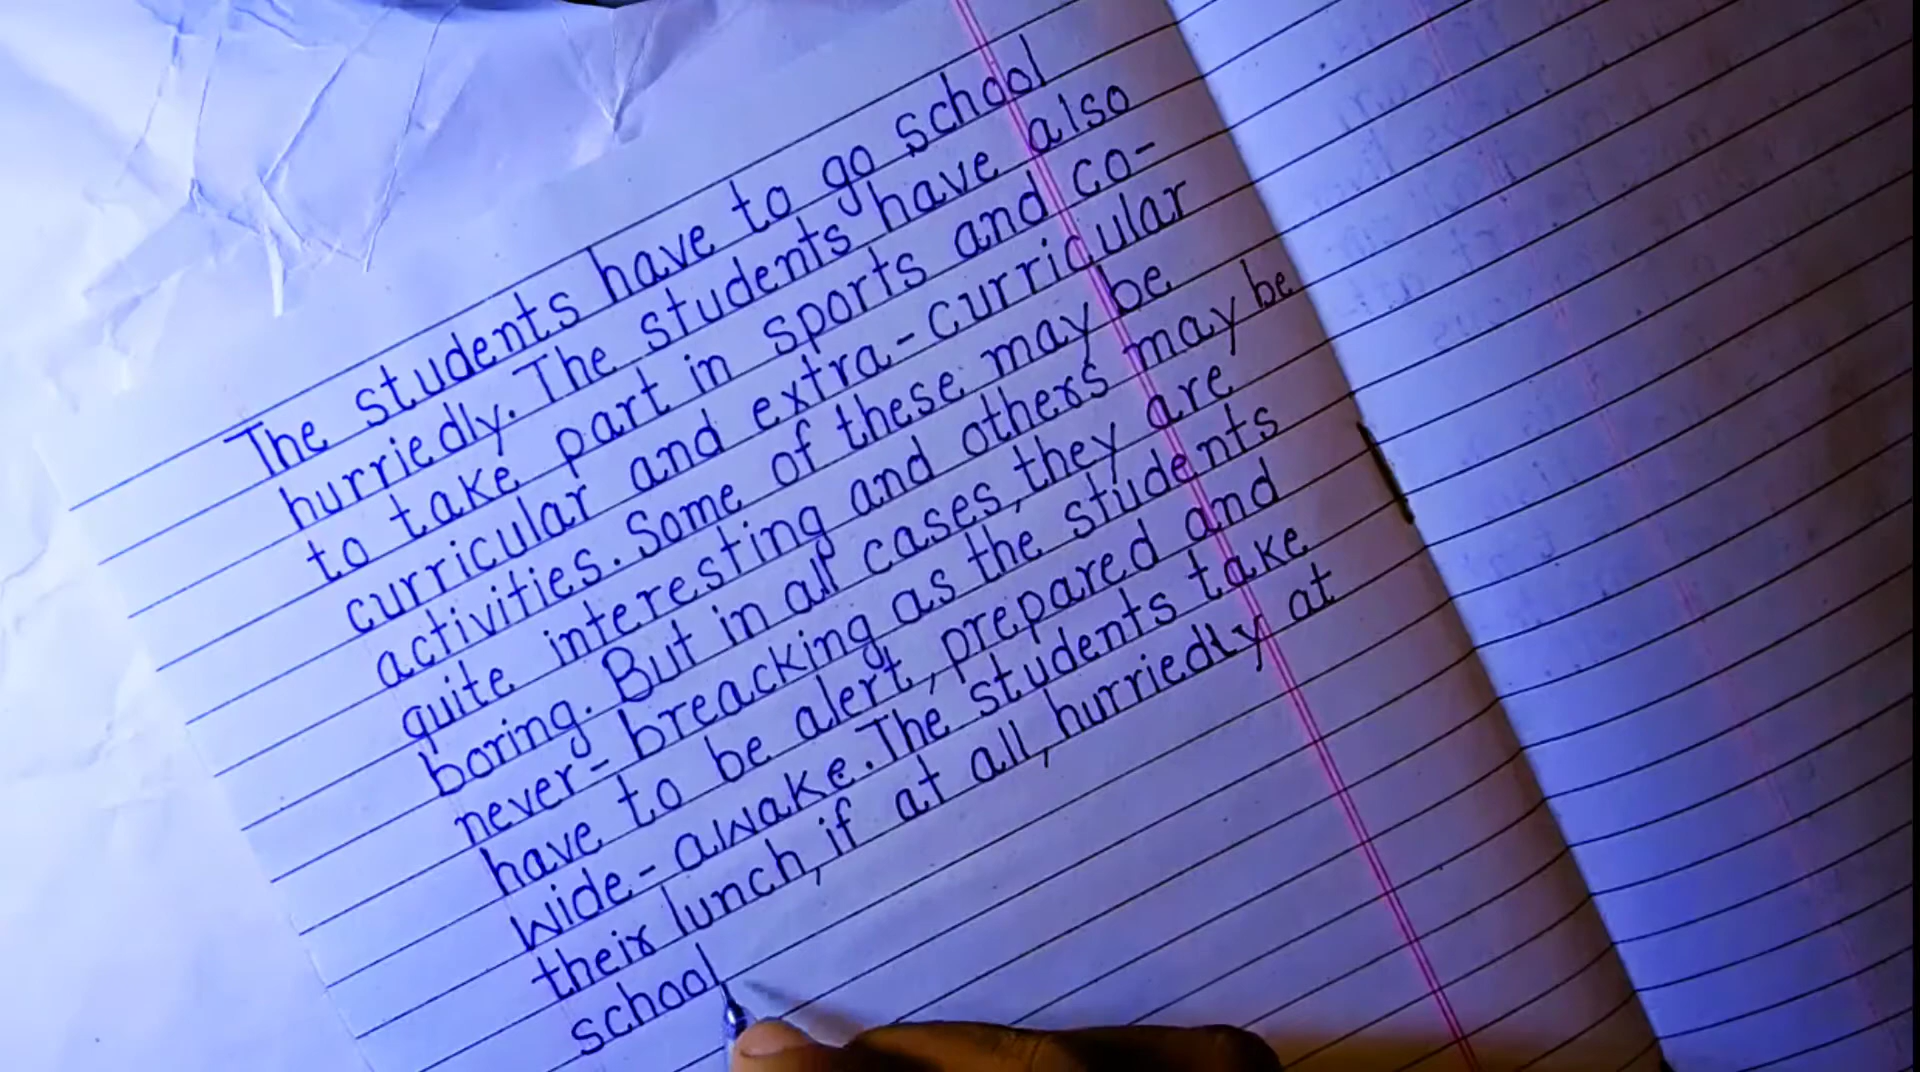 The students have to go school
hurriedly. The students have also
to take part in sports and co-
curricular and extra-curricular
activities. Some of these may be
quite interesting and others may be
boring. But in all cases, they are
never-breacking as the students
have to be alert, prepared and
wide-awake. The students take
their lunch, if at all, hurriedly at
school